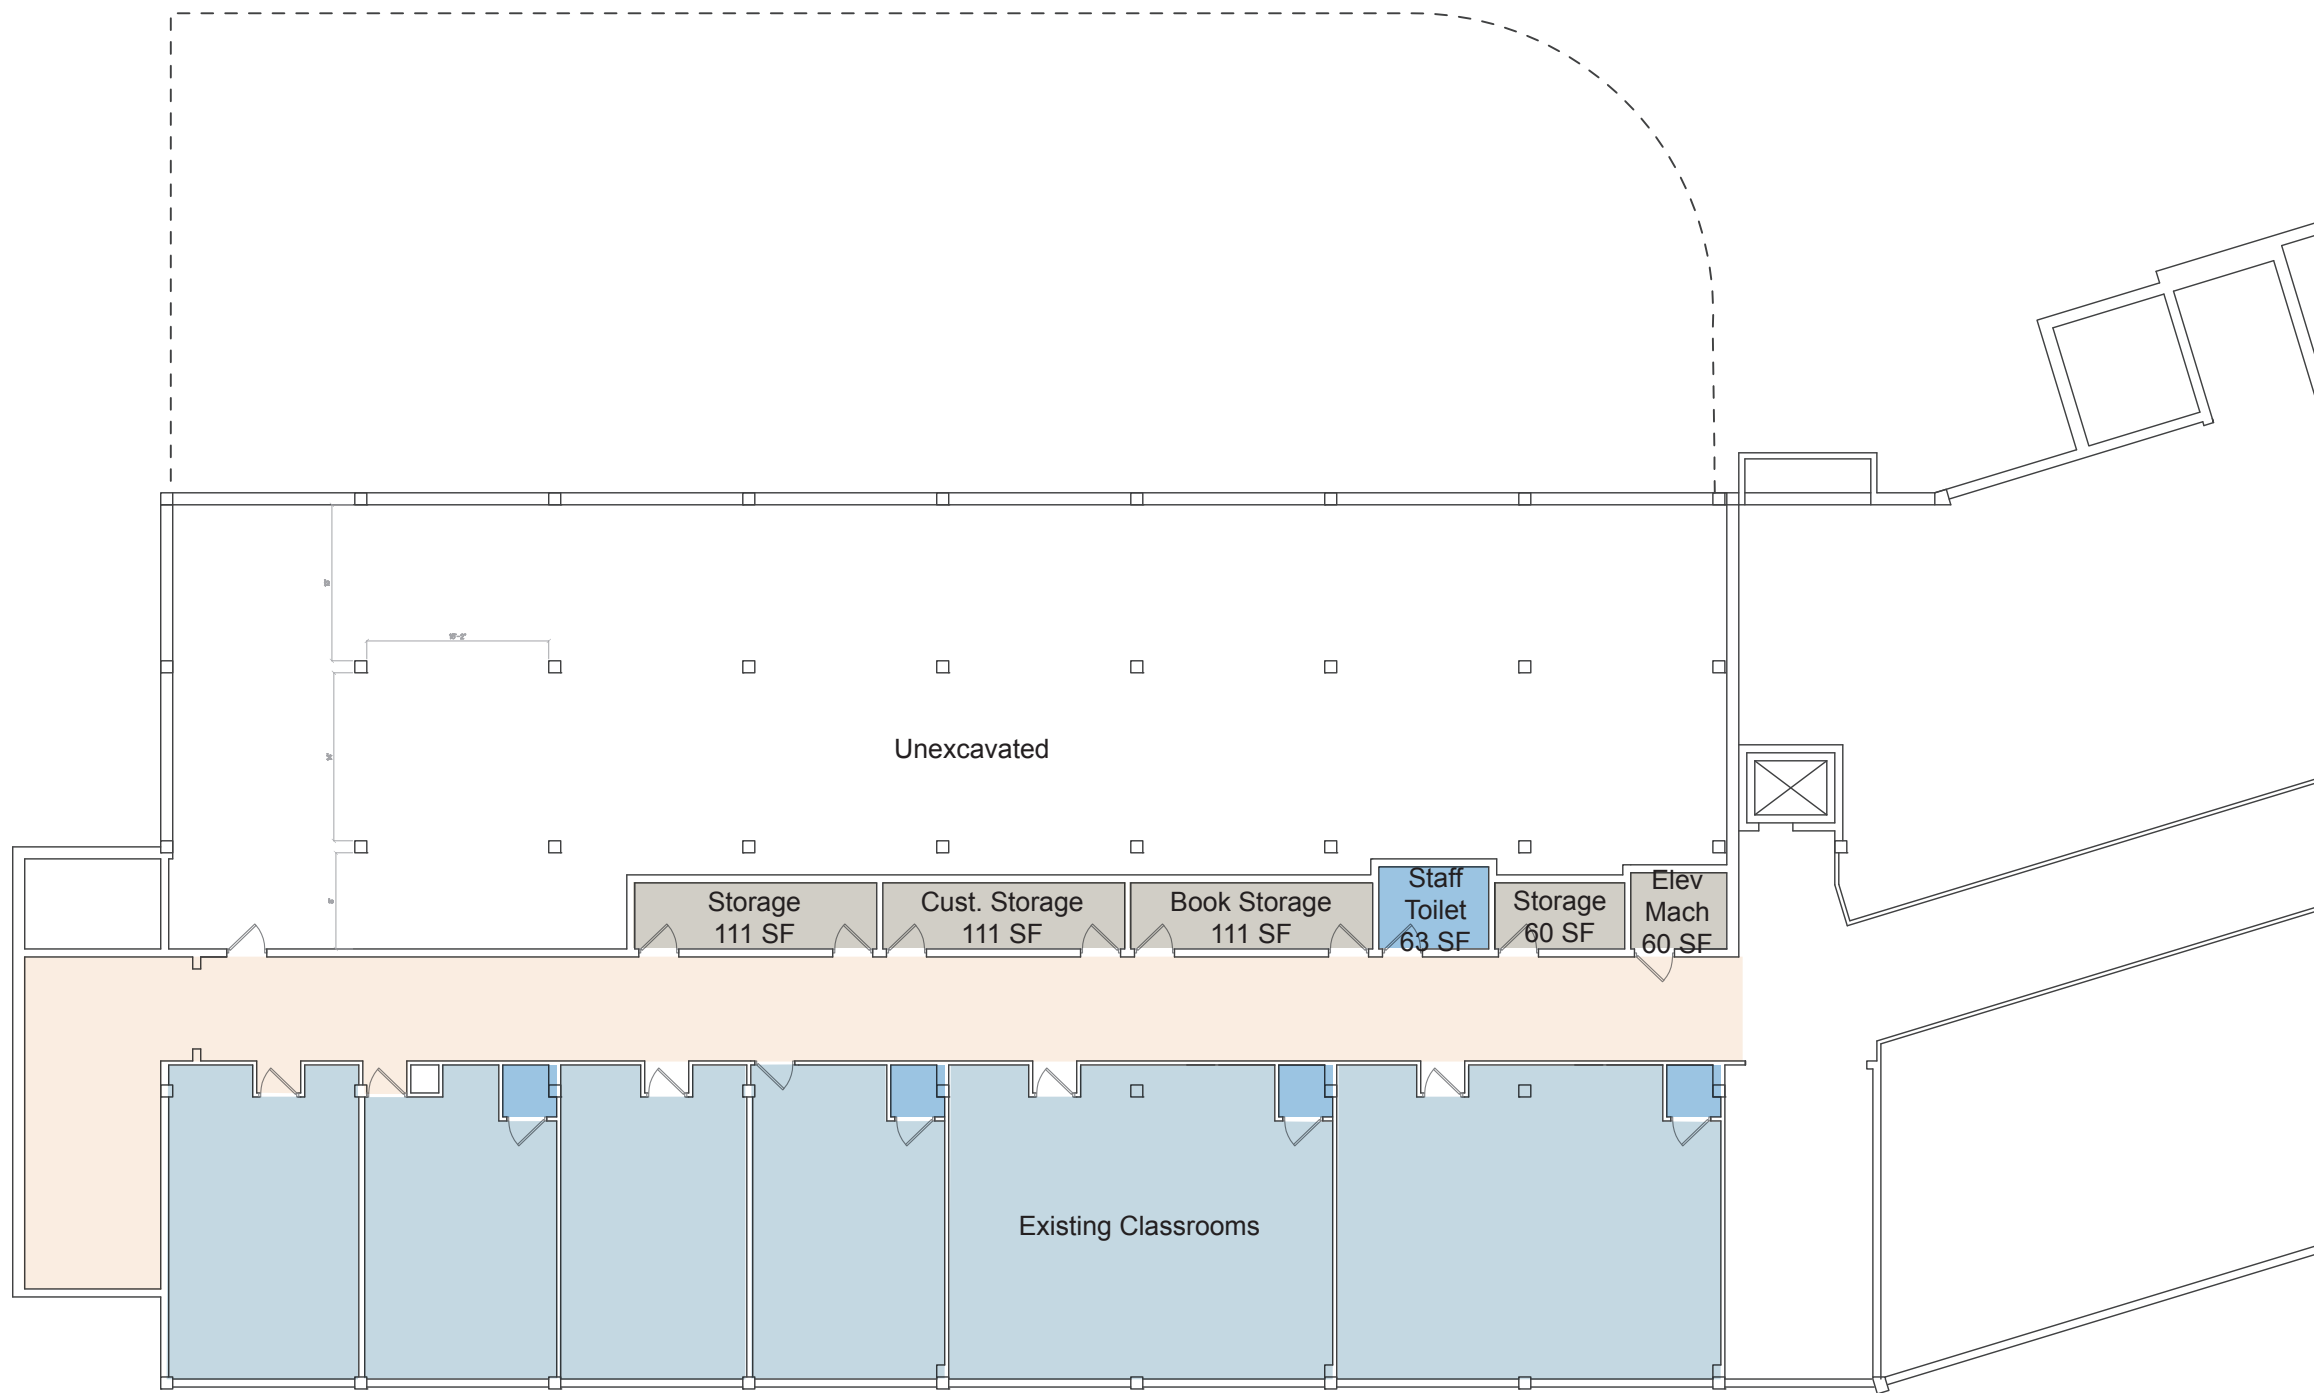 Unexcavated
Storage
111 SF
Cust. Storage
111 SF
Book Storage
111 SF
Staff
Toilet
63 SF
Storage
60 SF
Elev
Mach
60 SF
Existing Classrooms